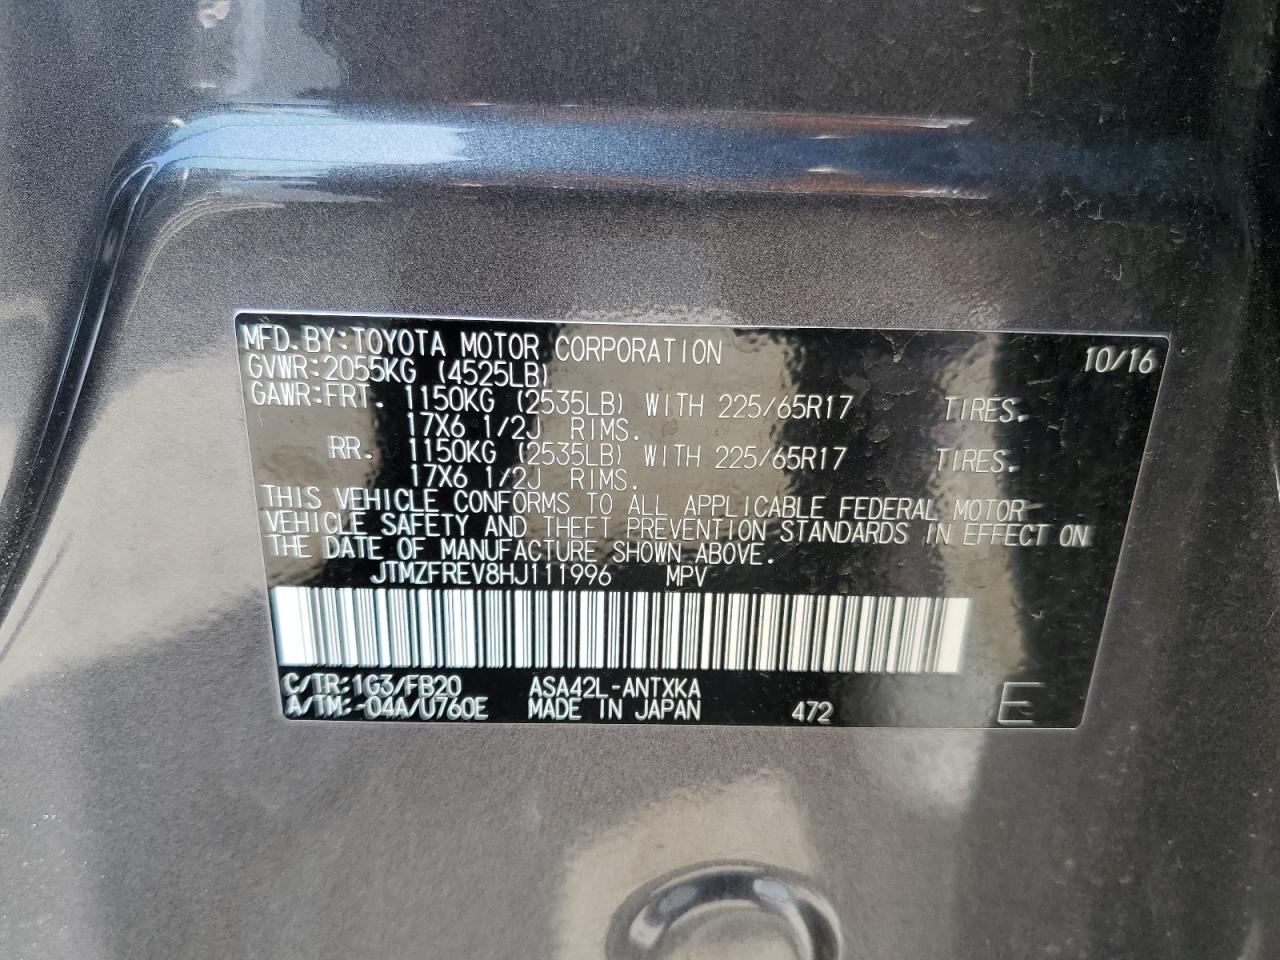 MFD. BY: TOYOTA MOTOR CORPORATION 10/16
GVWR: 2055KG (4525LB)
GAWR: FRT. 1150KG (2535LB) WITH 225/65R17 TIRES.
17X6 1/2J RIMS.
RR. 1150KG (2535LB) WITH 225/65R17 TIRES.
17X6 1/2J RIMS.
THIS VEHICLE CONFORMS TO ALL APPLICABLE FEDERAL MOTOR
VEHICLE SAFETY AND THEFT PREVENTION STANDARDS IN EFFECT ON
THE DATE OF MANUFACTURE SHOWN ABOVE.
JTMZFREV8HJ111996 MPV
C/TR: 1G3/FB20 ASA42L-ANTXKA
A/TM: -04A/U760E MADE IN JAPAN 472 E